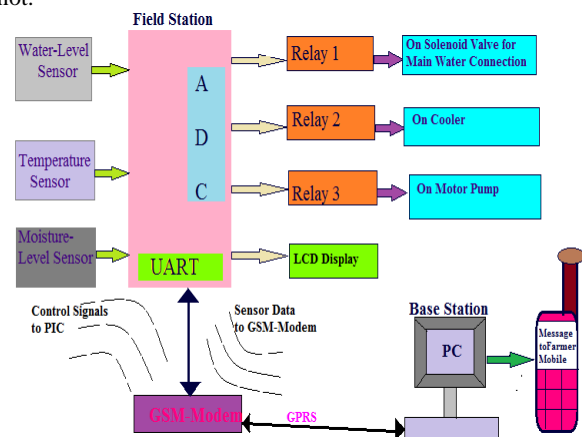 not.
Field Station
Water-Level
Sensor
Temperature
Sensor
Moisture-
Level Sensor
A
D
C
UART
Relay 1
Relay 2
Relay 3
LCD Display
On Solenoid Valve for
Main Water Connection
On Cooler
On Motor Pump
Control Signals
to PIC
Sensor Data
to GSM-Modem
GSM-Modem
GPRS
Base Station
PC
Message
toFarmer
Mobile